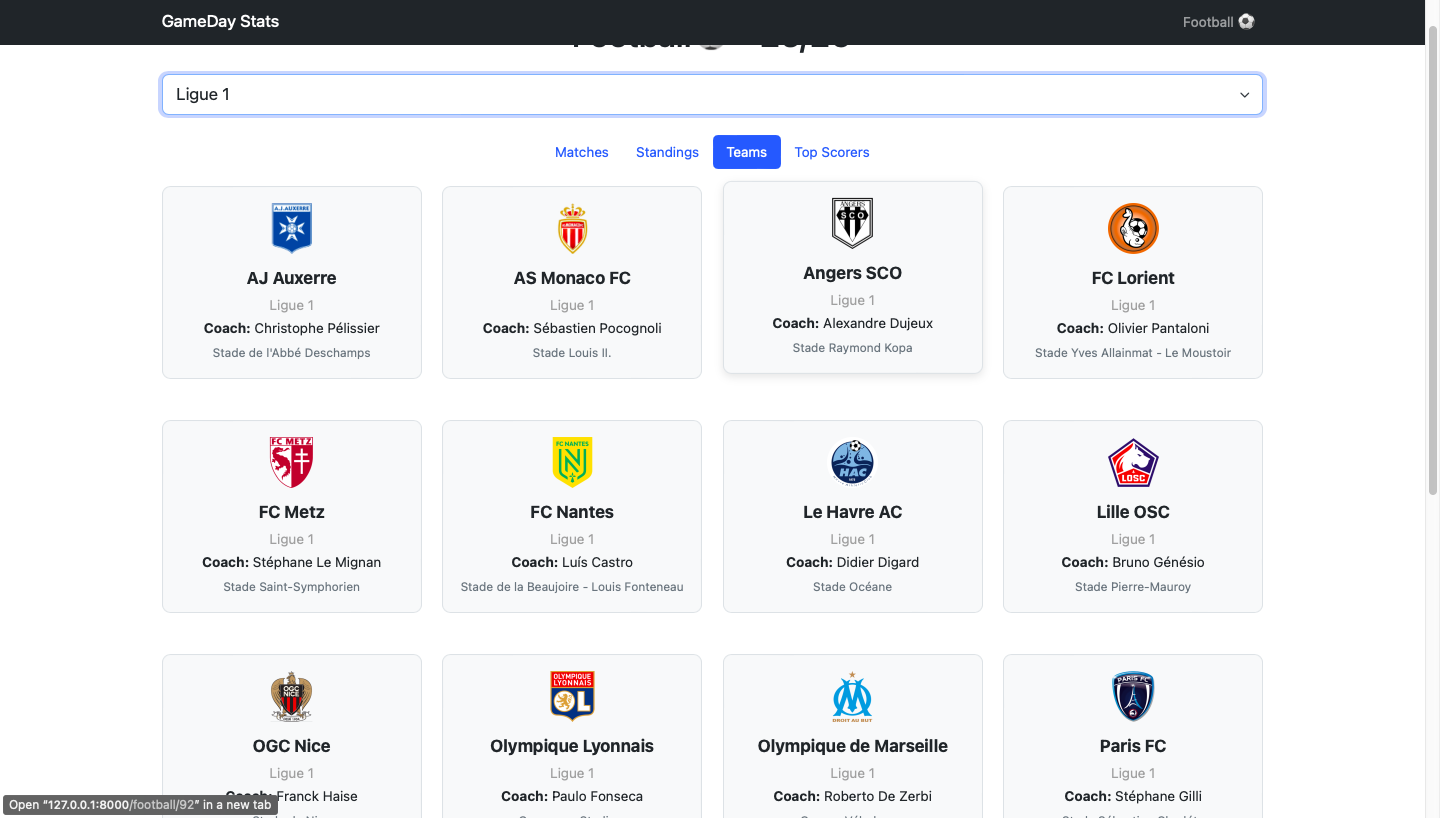 GameDay Stats
Football ⚽
Football ⚽ - 25/26
Ligue 1
Matches
Standings
Teams
Top Scorers
A.J.AUXERRE
AJ Auxerre
Ligue 1
Coach: Christophe Pélissier
Stade de l'Abbé Deschamps
AS Monaco FC
Ligue 1
Coach: Sébastien Pocognoli
Stade Louis II.
ANGERS
SCO
Angers SCO
Ligue 1
Coach: Alexandre Dujeux
Stade Raymond Kopa
FC Lorient
Ligue 1
Coach: Olivier Pantaloni
Stade Yves Allainmat - Le Moustoir
FC METZ
FC Metz
Ligue 1
Coach: Stéphane Le Mignan
Stade Saint-Symphorien
FC NANTES
FC Nantes
Ligue 1
Coach: Luís Castro
Stade de la Beaujoire - Louis Fonteneau
HAC
Le Havre AC
Ligue 1
Coach: Didier Digard
Stade Océane
LOSC
Lille OSC
Ligue 1
Coach: Bruno Génésio
Stade Pierre-Mauroy
OGC
NICE
OGC Nice
Ligue 1
Coach: Franck Haise
OLYMPIQUE
LYONNAIS
OL
Olympique Lyonnais
Ligue 1
Coach: Paulo Fonseca
DROIT AU BUT
Olympique de Marseille
Ligue 1
Coach: Roberto De Zerbi
PARIS FC
Paris FC
Ligue 1
Coach: Stéphane Gilli
Open “127.0.0.1:8000/football/92” in a new tab